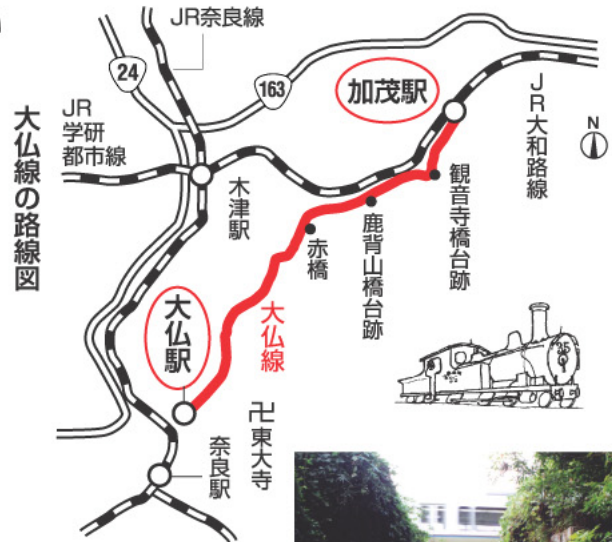 大仏線の路線図
JR奈良線
24
163
加茂駅
JR大和路線
N
JR
学研
都市線
木津駅
観音寺橋台跡
鹿背山橋台跡
赤橋
大仏線
大仏駅
卍東大寺
奈良駅